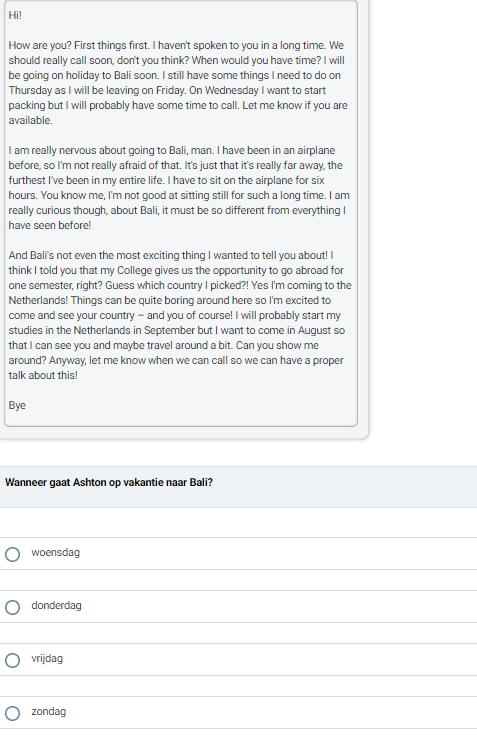 Hi!
How are you? First things first. I haven't spoken to you in a long time. We
should really call soon, don't you think? When would you have time? I will
be going on holiday to Bali soon. I still have some things I need to do on
Thursday as I will be leaving on Friday. On Wednesday I want to start
packing but I will probably have some time to call. Let me know if you are
available.
I am really nervous about going to Bali, man. I have been in an airplane
before, so I'm not really afraid of that. It's just that it's really far away, the
furthest I've been in my entire life. I have to sit on the airplane for six
hours. You know me, I'm not good at sitting still for such a long time. I am
really curious though, about Bali, it must be so different from everything I
have seen before!
And Bali's not even the most exciting thing I wanted to tell you about! I
think I told you that my College gives us the opportunity to go abroad for
one semester, right? Guess which country I picked?! Yes I'm coming to the
Netherlands! Things can be quite boring around here so I'm excited to
come and see your country – and you of course! I will probably start my
studies in the Netherlands in September but I want to come in August so
that I can see you and maybe travel around a bit. Can you show me
around? Anyway, let me know when we can call so we can have a proper
talk about this!
Bye
Wanneer gaat Ashton op vakantie naar Bali?
woensdag
donderdag
vrijdag
zondag